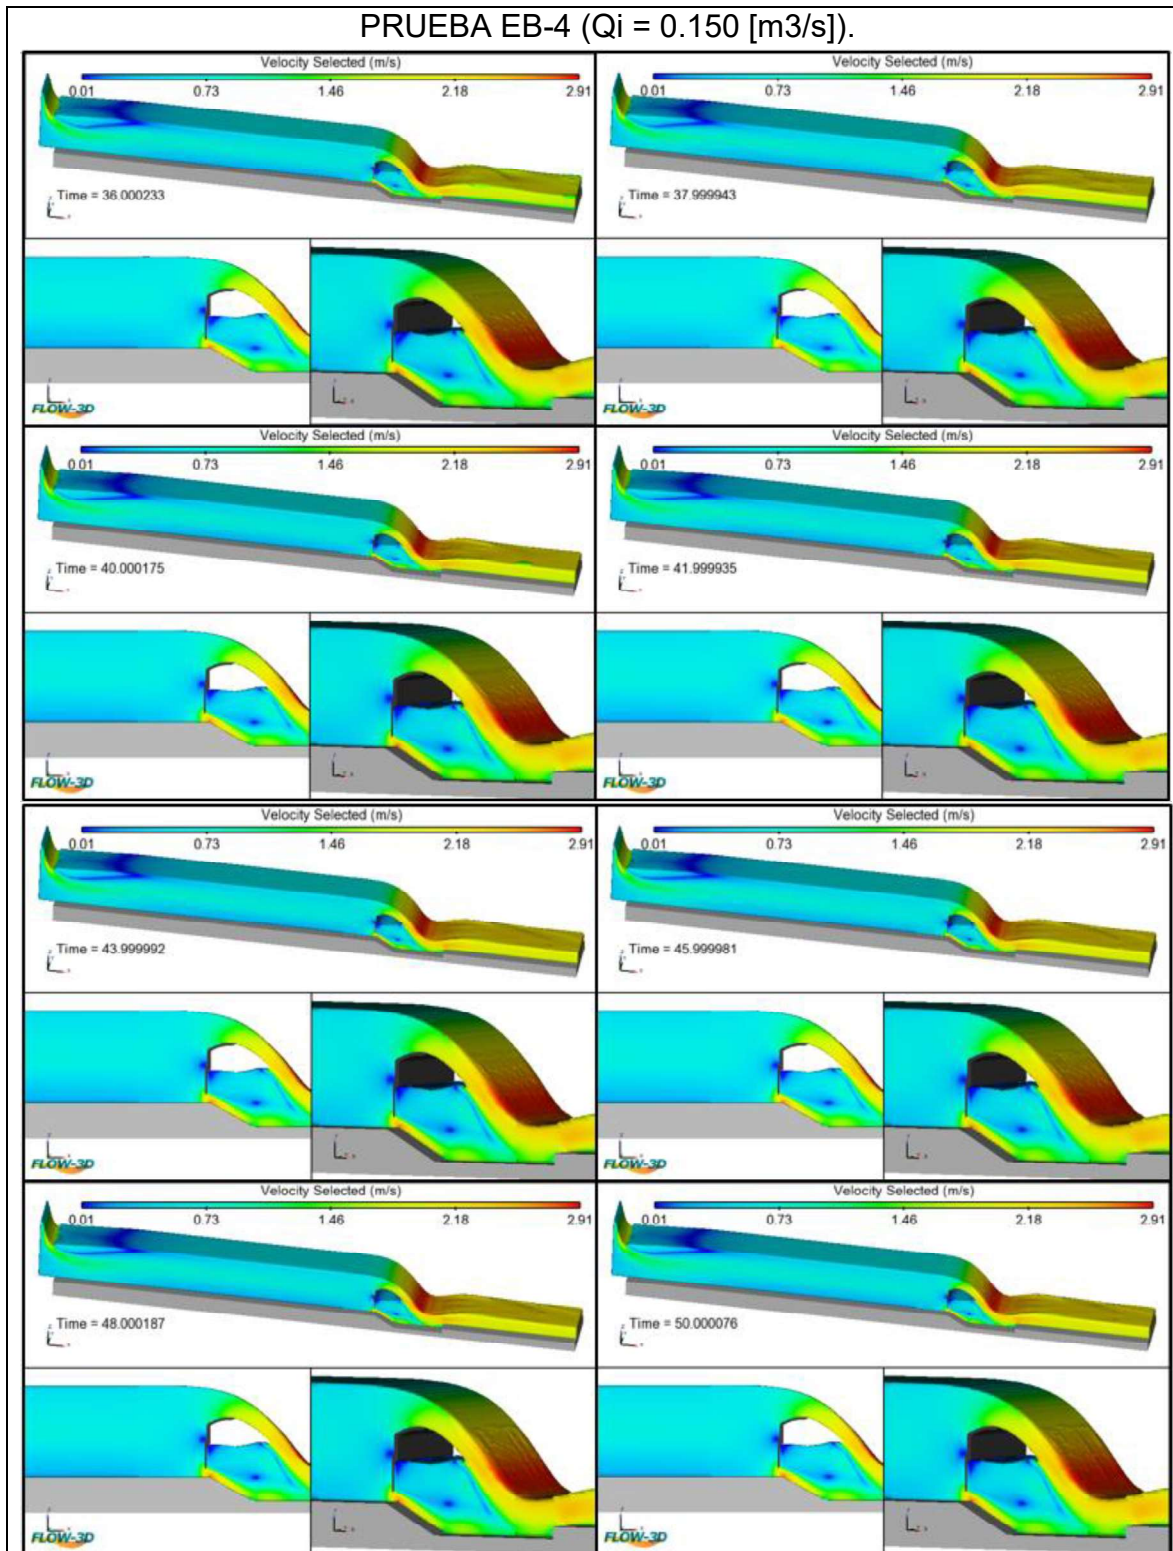 PRUEBA EB-4 (Qi = 0.150 [m3/s]).
Velocity Selected (m/s)
0.01 0.73 1.46 2.18 2.91
Time = 36.000233
FLOW-3D
Velocity Selected (m/s)
0.01 0.73 1.46 2.18 2.91
Time = 37.999943
FLOW-3D
Velocity Selected (m/s)
0.01 0.73 1.46 2.18 2.91
Time = 40.000175
FLOW-3D
Velocity Selected (m/s)
0.01 0.73 1.46 2.18 2.91
Time = 41.999935
FLOW-3D
Velocity Selected (m/s)
0.01 0.73 1.46 2.18 2.91
Time = 43.999992
FLOW-3D
Velocity Selected (m/s)
0.01 0.73 1.46 2.18 2.91
Time = 45.999981
FLOW-3D
Velocity Selected (m/s)
0.01 0.73 1.46 2.18 2.91
Time = 48.000187
FLOW-3D
Velocity Selected (m/s)
0.01 0.73 1.46 2.18 2.91
Time = 50.000076
FLOW-3D